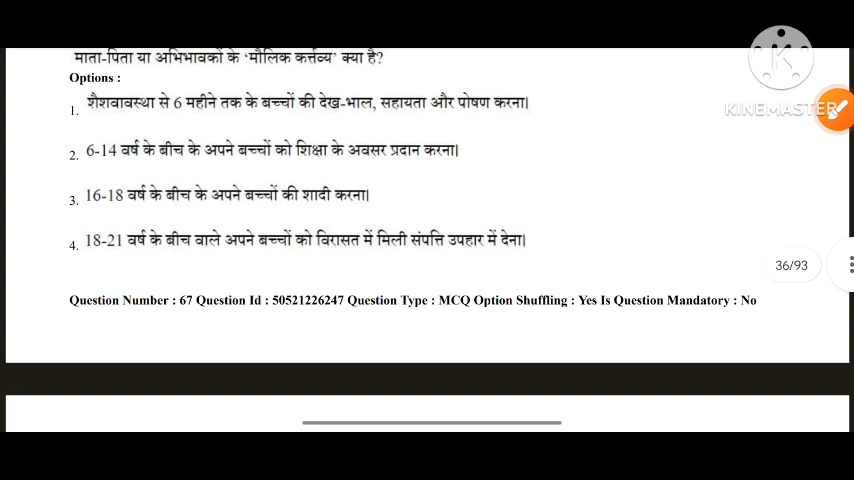 माता-पिता या अभिभावकों के ‘मौलिक कर्त्तव्य’ क्या है?
Options :
1. शैशवावस्था से 6 महीने तक के बच्चों की देख-भाल, सहायता और पोषण करना।
2. 6-14 वर्ष के बीच के अपने बच्चों को शिक्षा के अवसर प्रदान करना।
3. 16-18 वर्ष के बीच के अपने बच्चों की शादी करना।
4. 18-21 वर्ष के बीच वाले अपने बच्चों को विरासत में मिली संपत्ति उपहार में देना।
Question Number : 67 Question Id : 50521226247 Question Type : MCQ Option Shuffling : Yes Is Question Mandatory : No
36/93
K
KINEMASTER